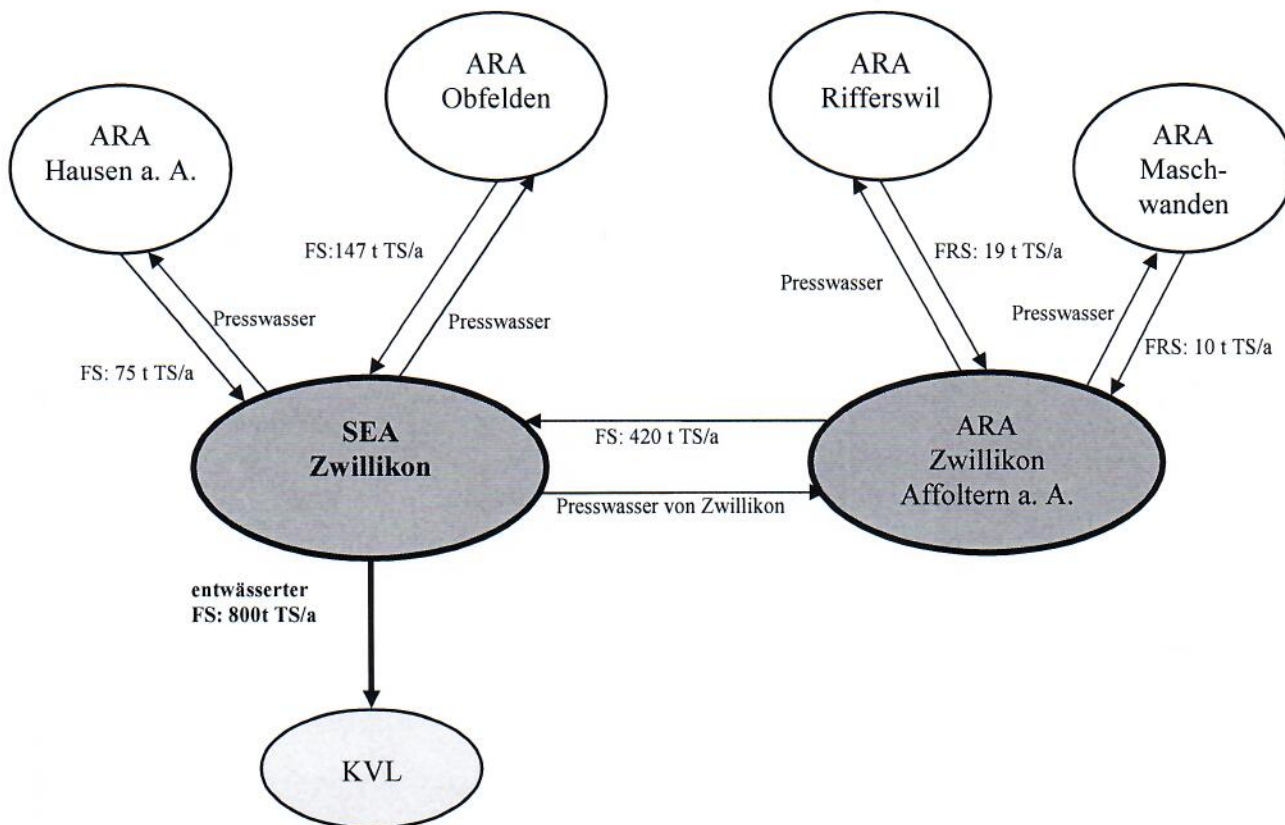 ARA
Obfelden
ARA
Rifferswil
ARA
Hausen a. A.
ARA
Masch-
wanden
FS:147 t TS/a
FRS: 19 t TS/a
Presswasser
Presswasser
Presswasser
Presswasser
FS: 75 t TS/a
FRS: 10 t TS/a
SEA
Zwillikon
FS: 420 t TS/a
ARA
Zwillikon
Affoltern a. A.
Presswasser von Zwillikon
entwässerter
FS: 800t TS/a
KVL